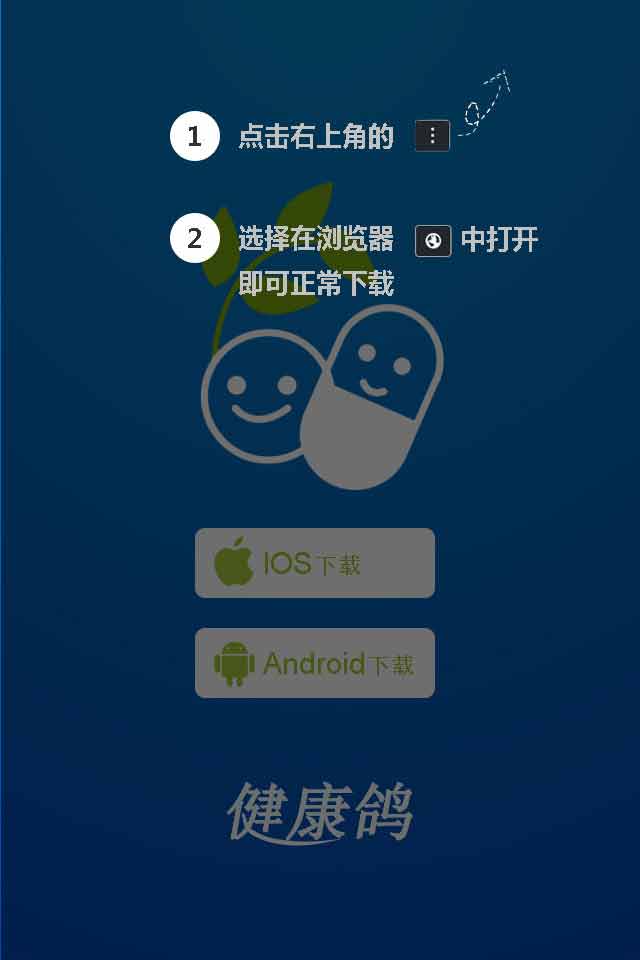 1 点击右上角的
2 选择在浏览器 中打开
即可正常下载
IOS下载
Android下载
健康鸽